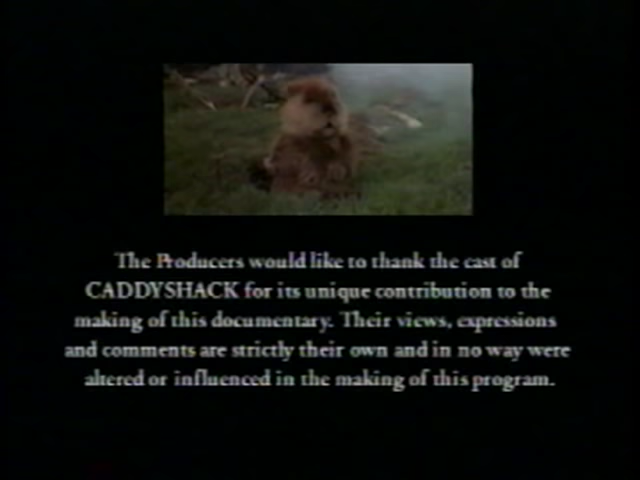 The Producers would like to thank the cast of
CADDYSHACK for its unique contribution to the
making of this documentary. Their views, expressions
and comments are strictly their own and in no way were
altered or influenced in the making of this program.